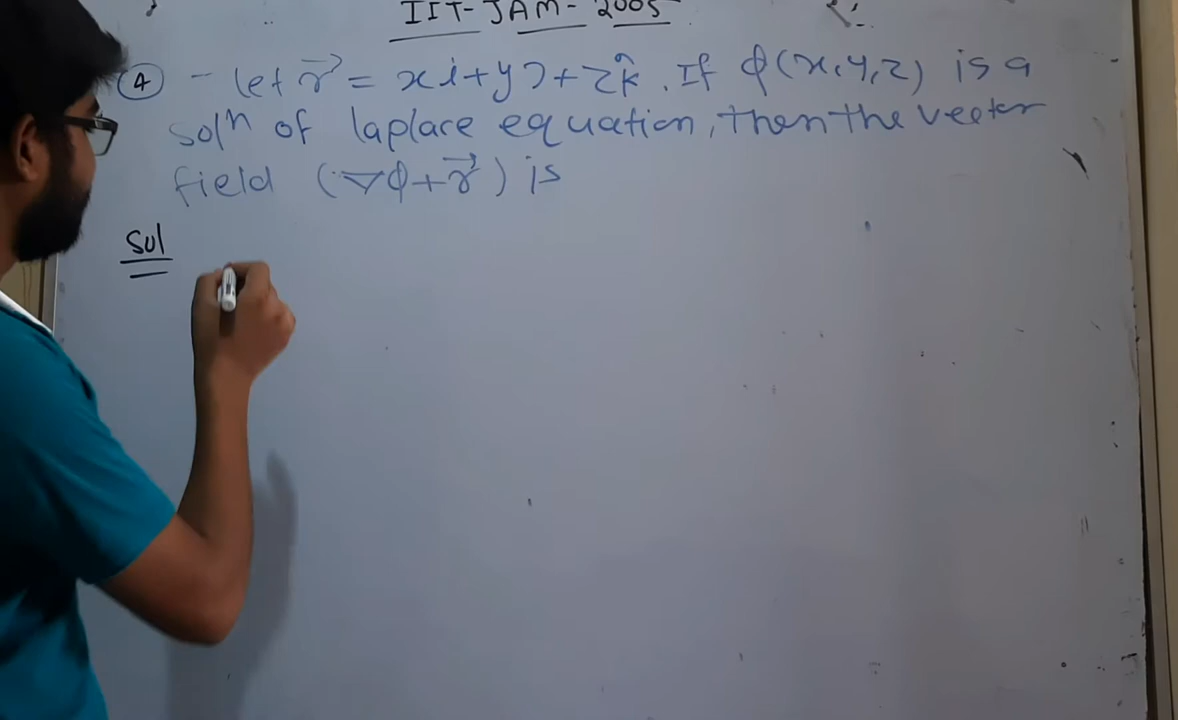 IIT-JAM-2005
④ - let r⃗ = xi+yj+zk̂. If ϕ(x,y,z) is a
solⁿ of laplace equation, then the vector
field (∇ϕ+r⃗) is
Sol